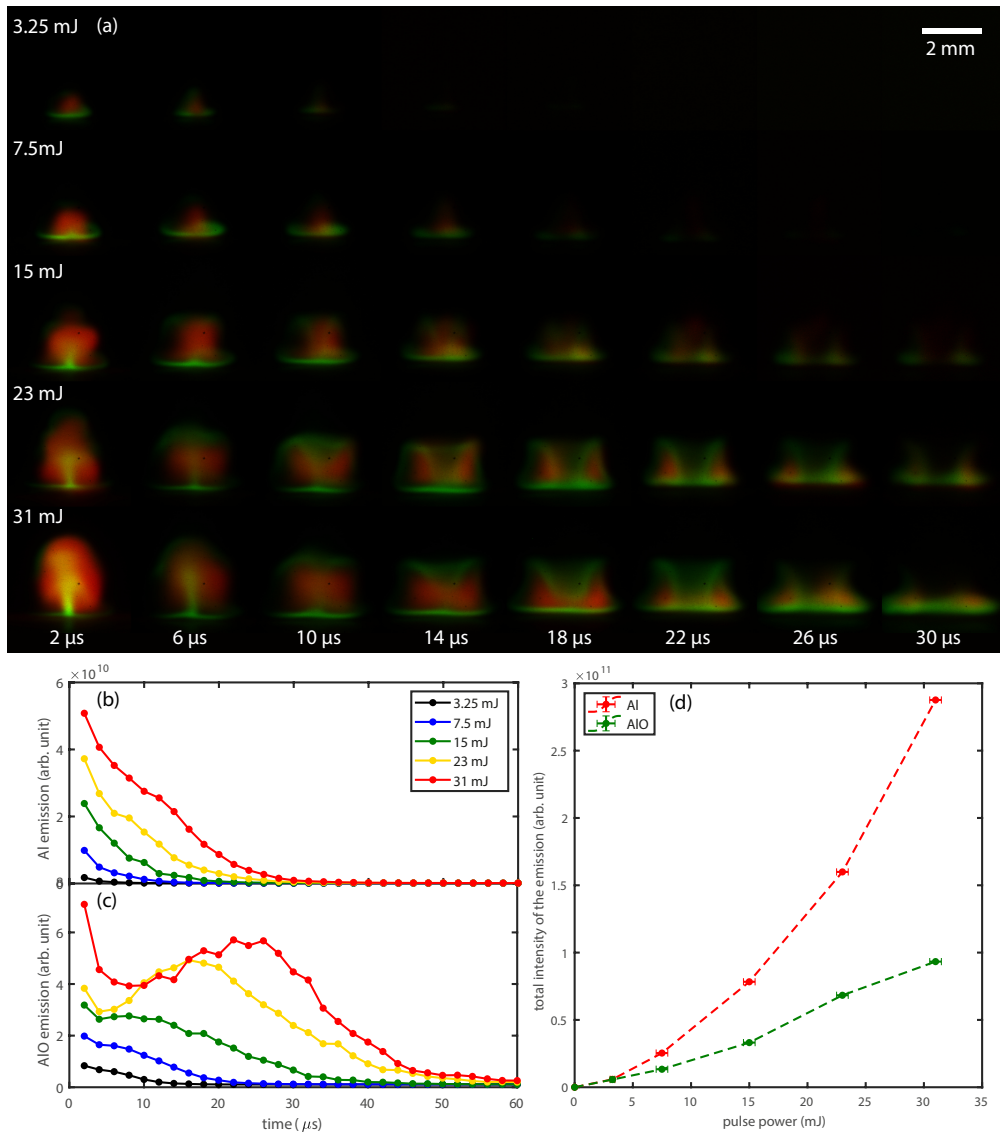 3.25 mJ (a)
2 mm
7.5mJ
15 mJ
23 mJ
31 mJ
2 µs 6 µs 10 µs 14 µs 18 µs 22 µs 26 µs 30 µs
×10^10
(b)
6
4
2
0
Al emission (arb. unit)
3.25 mJ
7.5 mJ
15 mJ
23 mJ
31 mJ
(c)
8
6
4
2
0
AlO emission (arb. unit)
0 10 20 30 40 50 60
time ( µs)
×10^11
(d)
Al
AlO
3
2.5
2
1.5
1
0.5
0
total intensity of the emission (arb. unit)
0 5 10 15 20 25 30 35
pulse power (mJ)